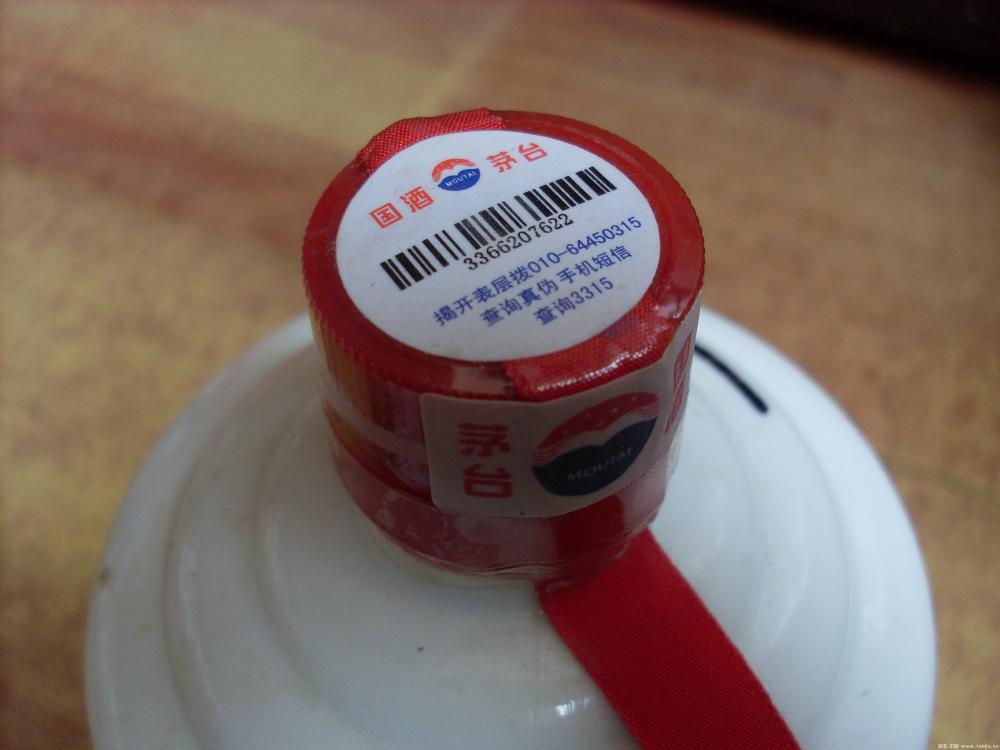 国酒 MOUTAI 茅台
3366207622
揭开表层拨010-64450315
查询真伪 手机短信
查询3315
茅台
MOUTAI